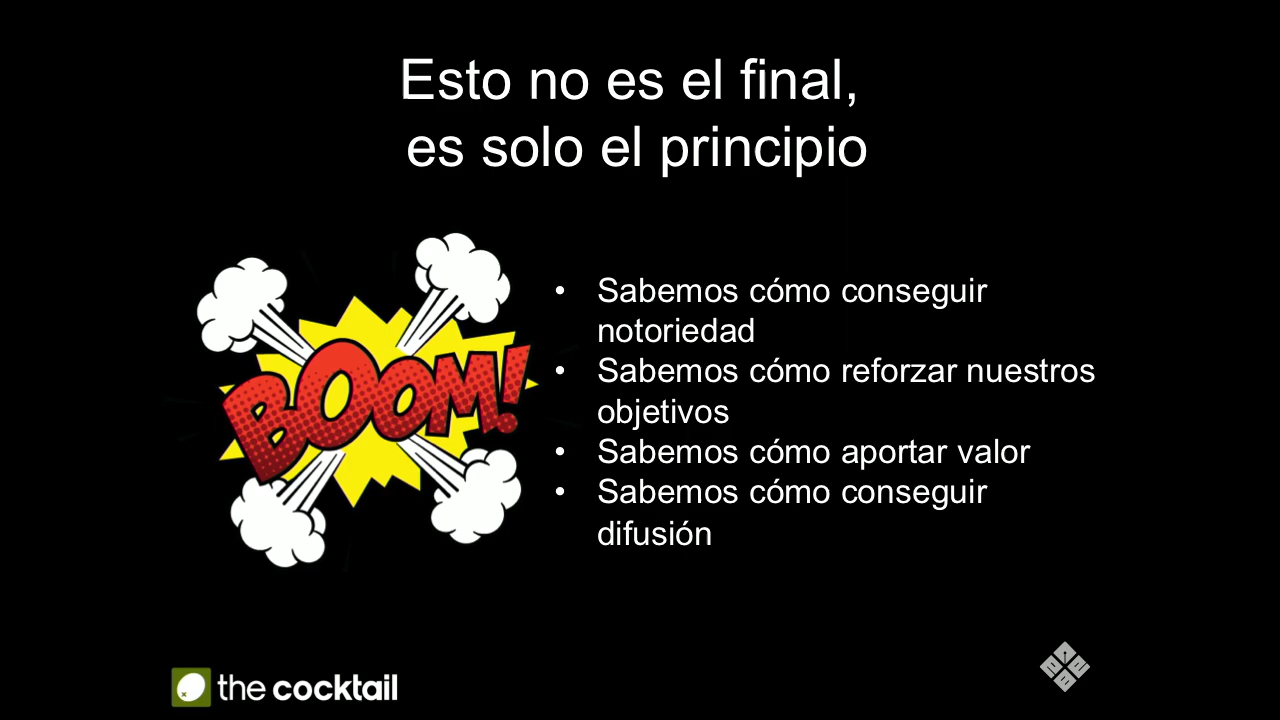 Esto no es el final,
es solo el principio
BOOM!
• Sabemos cómo conseguir
notoriedad
• Sabemos cómo reforzar nuestros
objetivos
• Sabemos cómo aportar valor
• Sabemos cómo conseguir
difusión
the cocktail